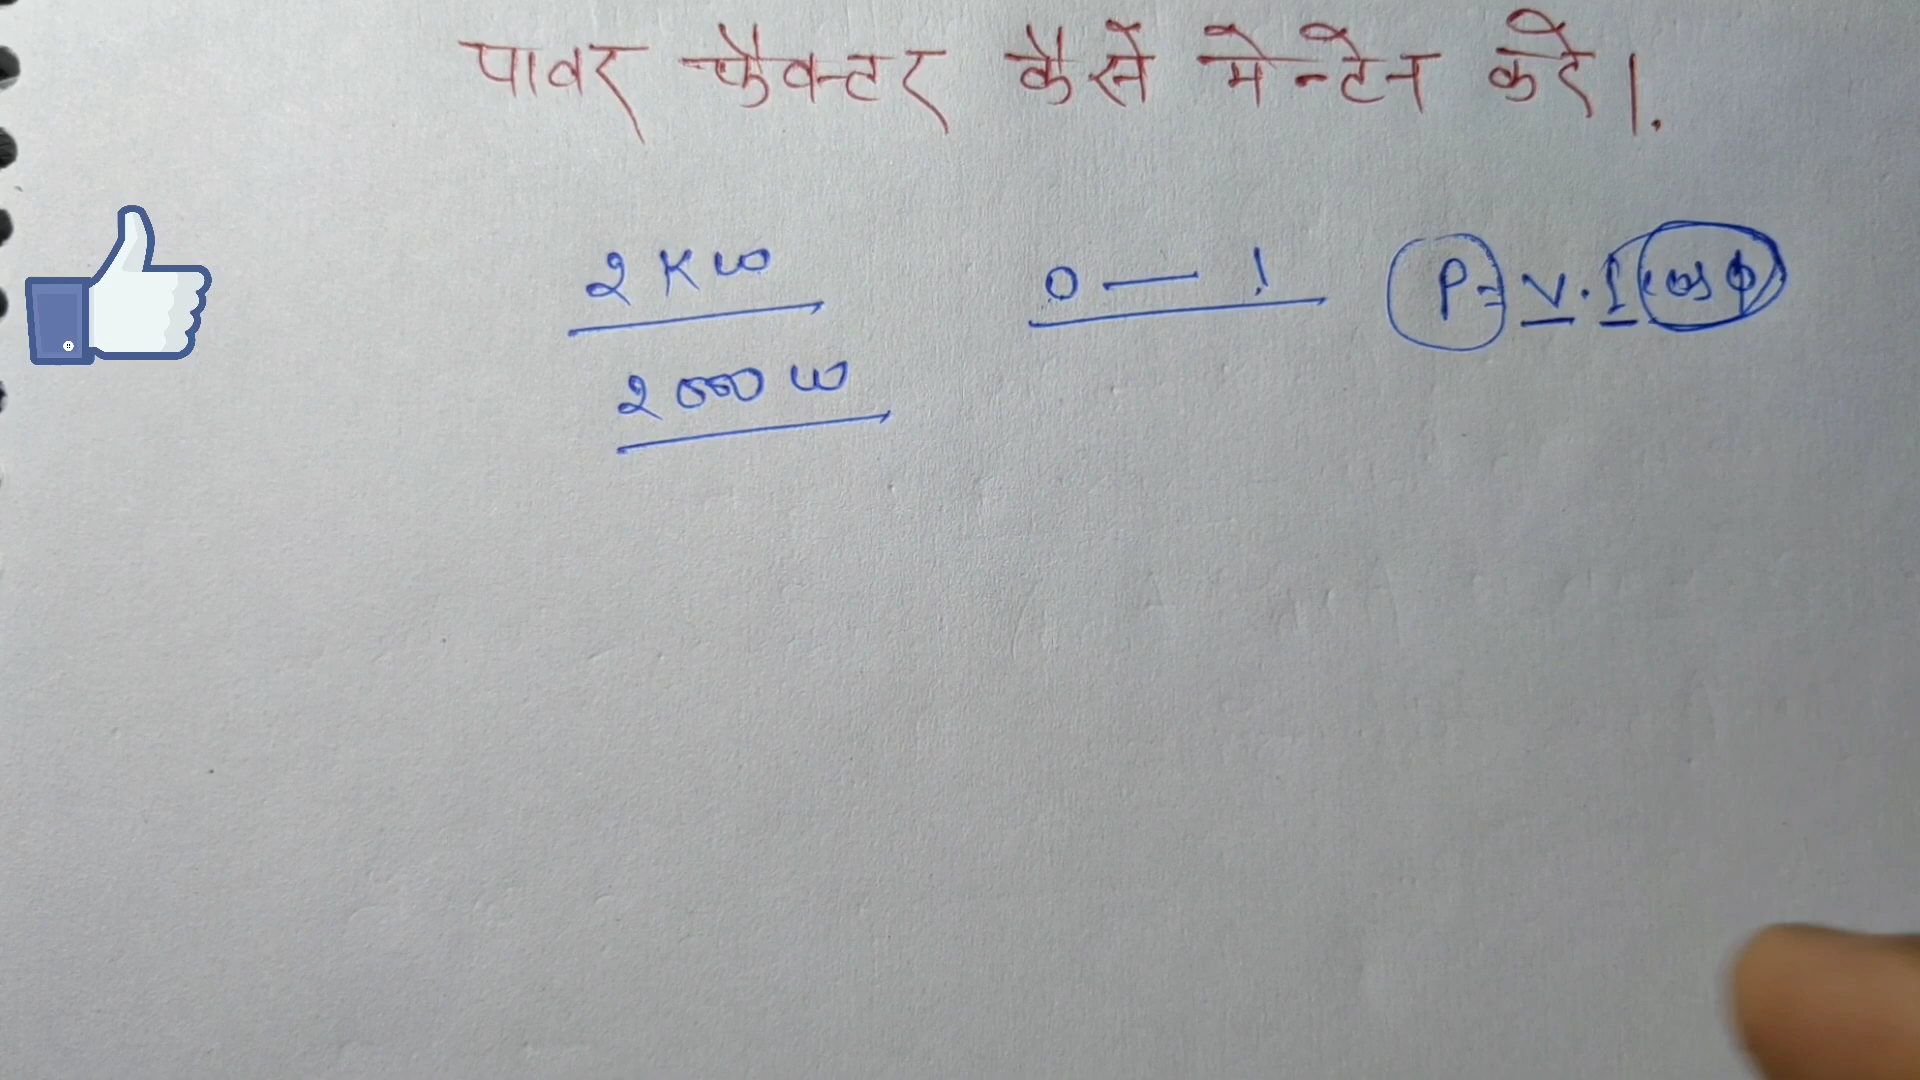 पावर फैक्टर कैसे मेन्टेन करे।.
2 KW
0 — 1
P = V . I . cos φ
2000 W